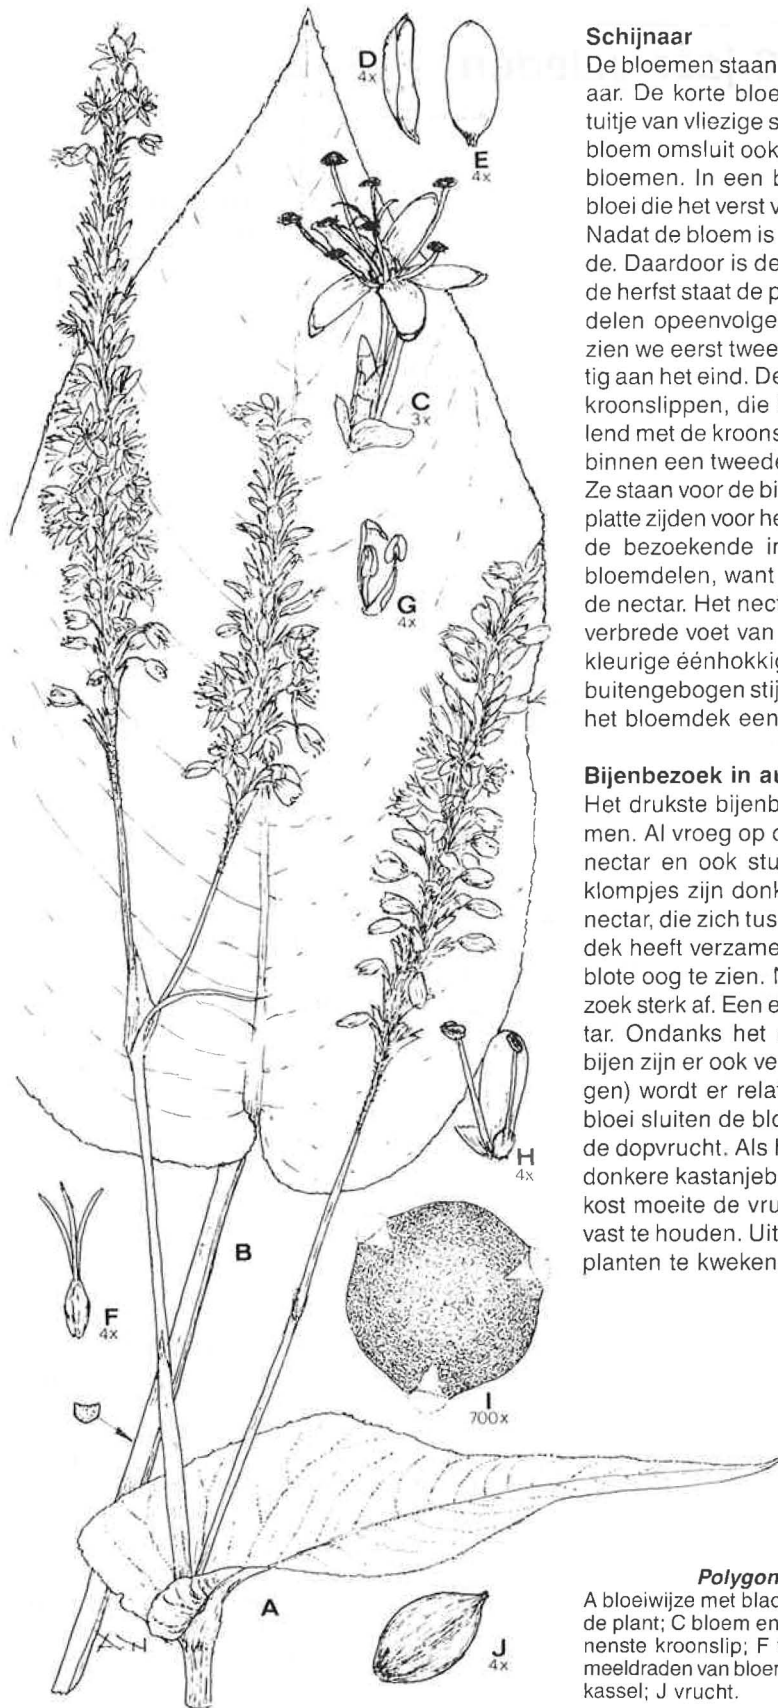 D
4x
E
4x
C
3x
G
4x
H
4x
B
F
4x
I
700x
A
J
4x
Schijnaar
De bloemen staan
aar. De korte bloe
tuitje van vliezige s
bloem omsluit ook
bloemen. In een b
bloei die het verst v
Nadat de bloem is
de. Daardoor is de
de herfst staat de p
delen opeenvolge
zien we eerst twee
tig aan het eind. De
kroonslippen, die
lend met de kroons
binnen een tweede
Ze staan voor de bi
platte zijden voor he
de bezoekende in
bloemdelen, want
de nectar. Het nect
verbrede voet van
kleurige éénhokkig
buitengebogen stij
het bloemdek een
Bijenbezoek in au
Het drukste bijenb
men. Al vroeg op d
nectar en ook stu
klompjes zijn donk
nectar, die zich tus
dek heeft verzame
blote oog te zien. N
zoek sterk af. Een e
tar. Ondanks het
bijen zijn er ook ve
gen) wordt er relat
bloei sluiten de blo
de dopvrucht. Als h
donkere kastanjeb
kost moeite de vru
vast te houden. Uit
planten te kweken
Polygon
A bloeiwijze met blad
de plant; C bloem en
nenste kroonslip; F
meeldraden van bloem
kassel; J vrucht.